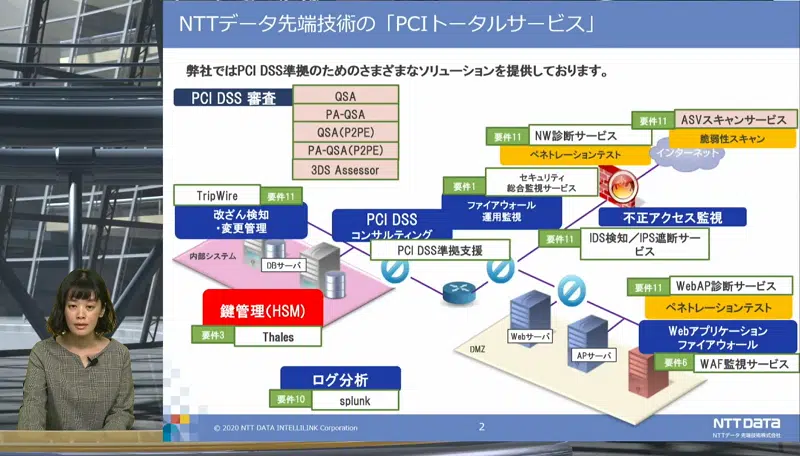 NTTデータ先端技術の「PCIトータルサービス」
弊社ではPCI DSS準拠のためのさまざまなソリューションを提供しております。
PCI DSS 審査
QSA
PA-QSA
QSA(P2PE)
PA-QSA(P2PE)
3DS Assessor
要件11
NW診断サービス
ペネトレーションテスト
要件11
ASVスキャンサービス
脆弱性スキャン
インターネット
要件1
セキュリティ
総合監視サービス
ファイアウォール
運用監視
TripWire
要件11
改ざん検知
・変更管理
PCI DSS
コンサルティング
PCI DSS準拠支援
不正アクセス監視
要件11
IDS検知／IPS遮断サー
ビス
内部システム
DBサーバ
鍵管理(HSM)
要件3
Thales
要件11
WebAP診断サービス
ペネトレーションテスト
Webアプリケーション
ファイアウォール
要件6
WAF監視サービス
Webサーバ
APサーバ
DMZ
ログ分析
要件10
splunk
© 2020 NTT DATA INTELLILINK Corporation
2
NTT DATA
NTTデータ先端技術株式会社